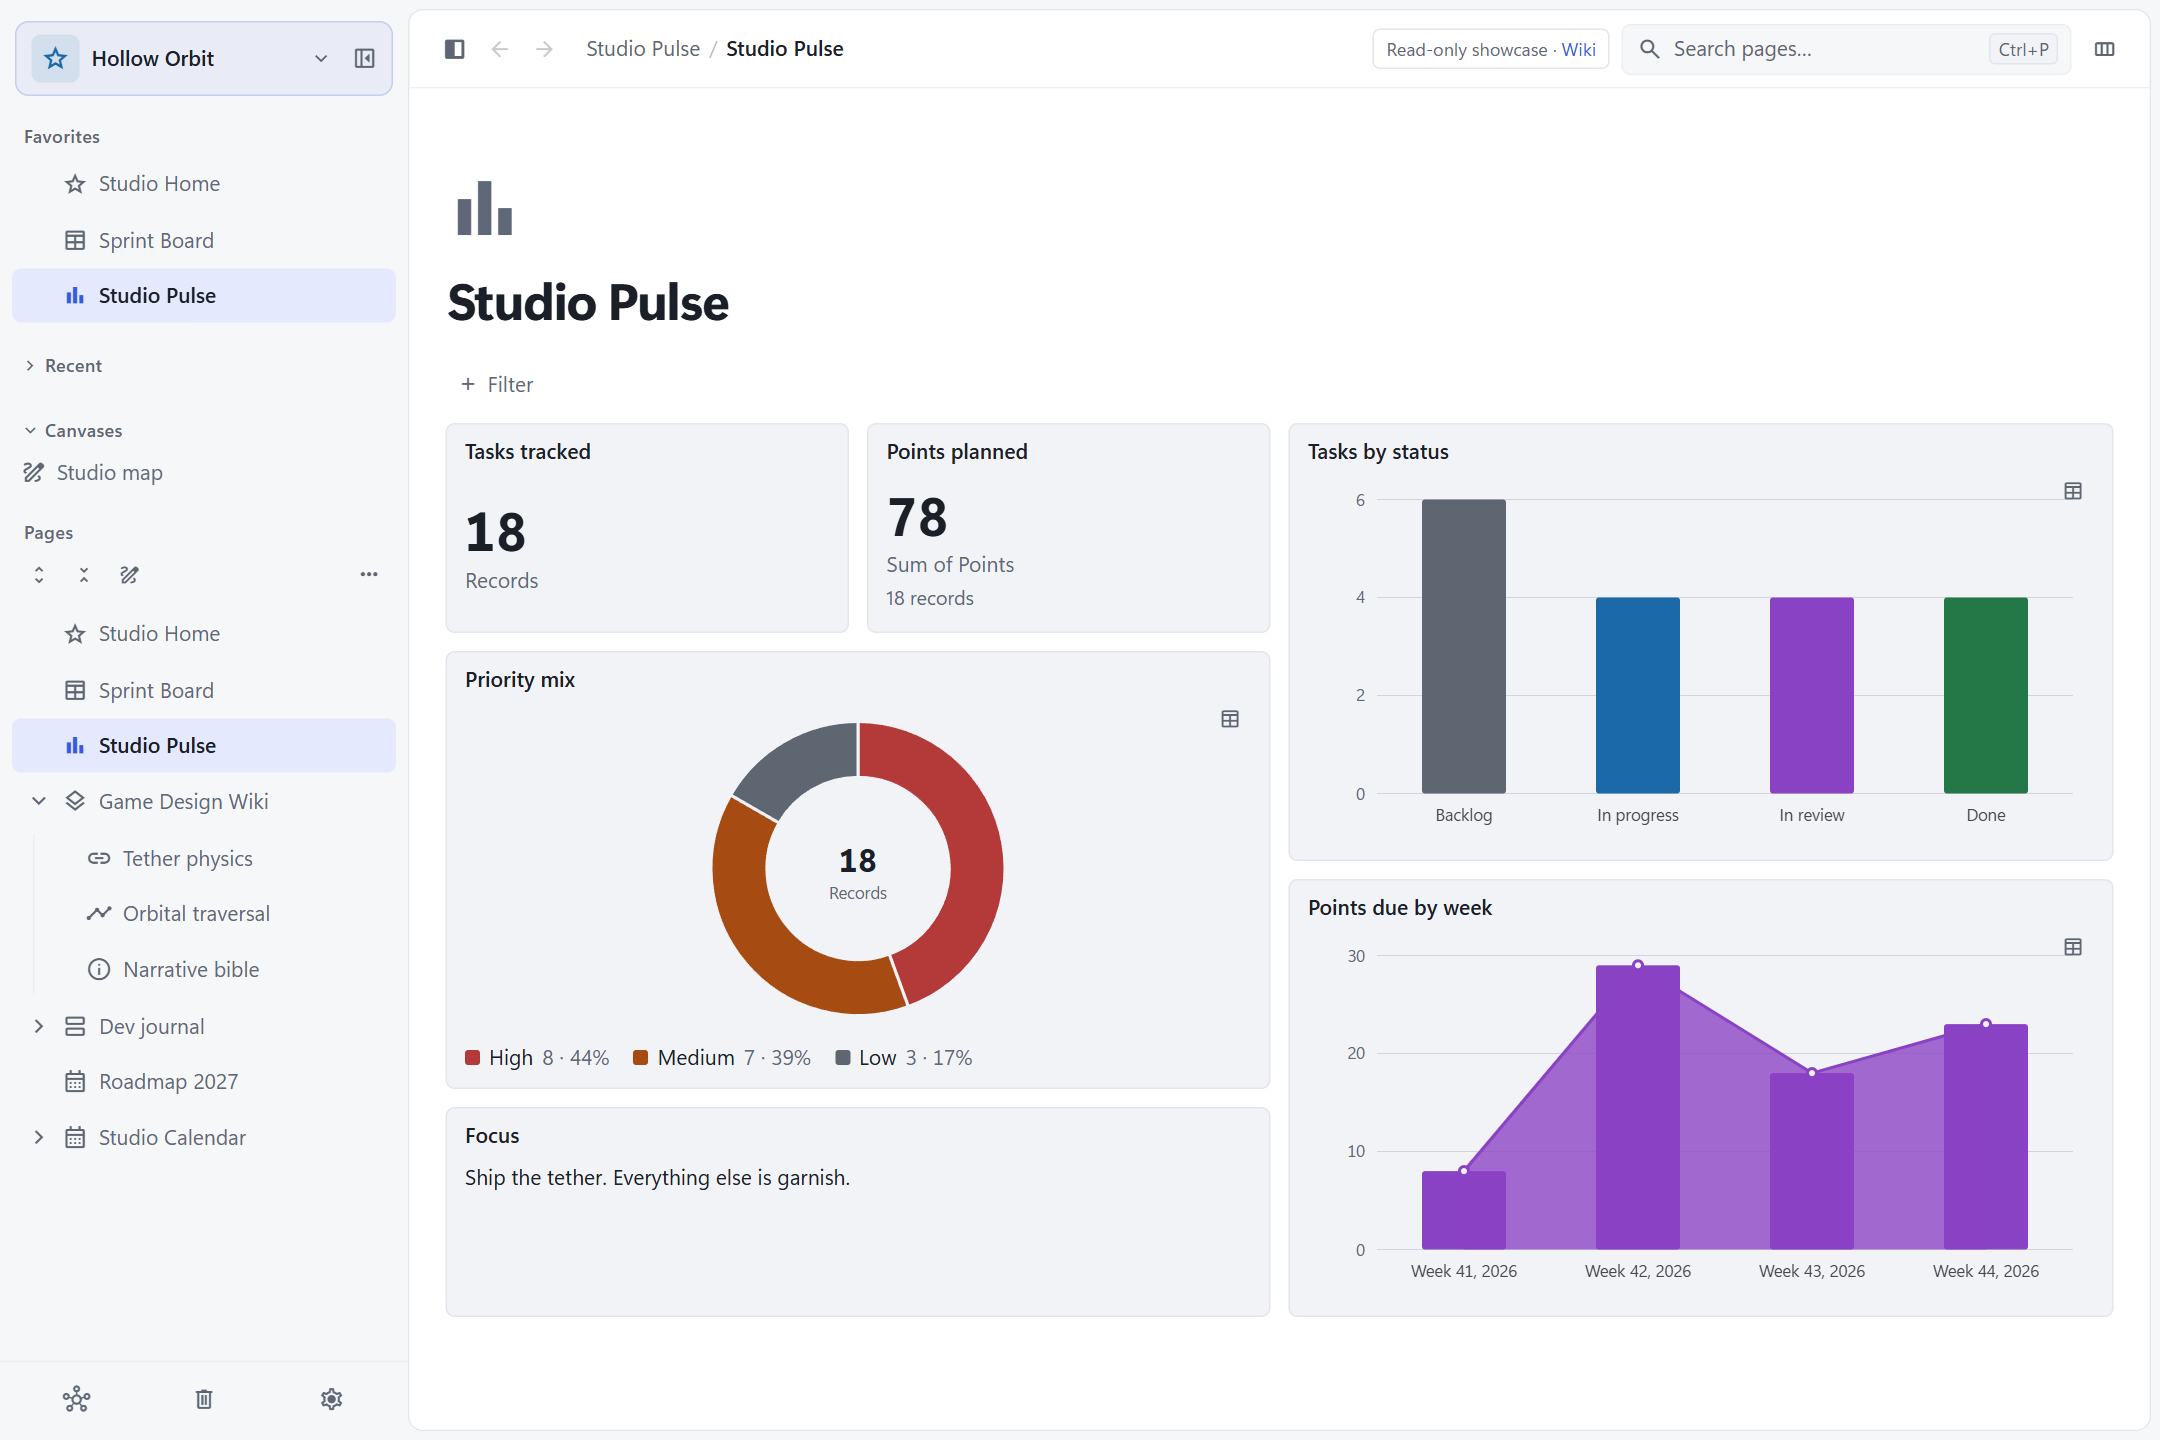 Hollow Orbit
Favorites
Studio Home
Sprint Board
Studio Pulse
Recent
Canvases
Studio map
Pages
Studio Home
Sprint Board
Studio Pulse
Game Design Wiki
Tether physics
Orbital traversal
Narrative bible
Dev journal
Roadmap 2027
Studio Calendar
Studio Pulse / Studio Pulse
Read-only showcase · Wiki
Search pages...
Ctrl+P
Studio Pulse
+ Filter
Tasks tracked
18
Records
Points planned
78
Sum of Points
18 records
Priority mix
18
Records
High 8 · 44% Medium 7 · 39% Low 3 · 17%
Focus
Ship the tether. Everything else is garnish.
Tasks by status
6
4
2
0
Backlog In progress In review Done
Points due by week
30
20
10
0
Week 41, 2026 Week 42, 2026 Week 43, 2026 Week 44, 2026